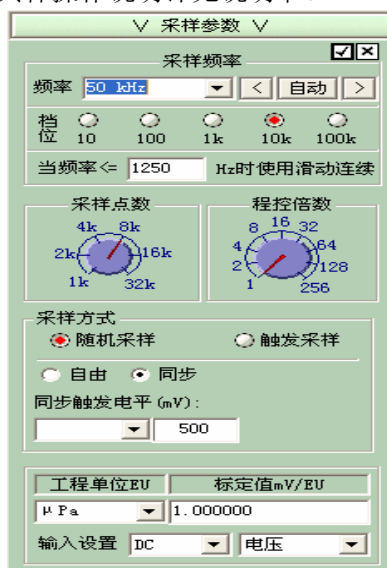 ∨ 采样参数 ∨
采样频率
频率 50 kHz < 自动 >
档位 10 100 1k 10k 100k
当频率<= 1250 Hz时使用滑动连续
采样点数 程控倍数
4k 8k 8 16 32
2k 16k 4 64
2 128
1k 32k 1 256
采样方式
随机采样 触发采样
自由 同步
同步触发电平(mV):
500
工程单位EU 标定值mV/EU
μPa 1.000000
输入设置 DC 电压